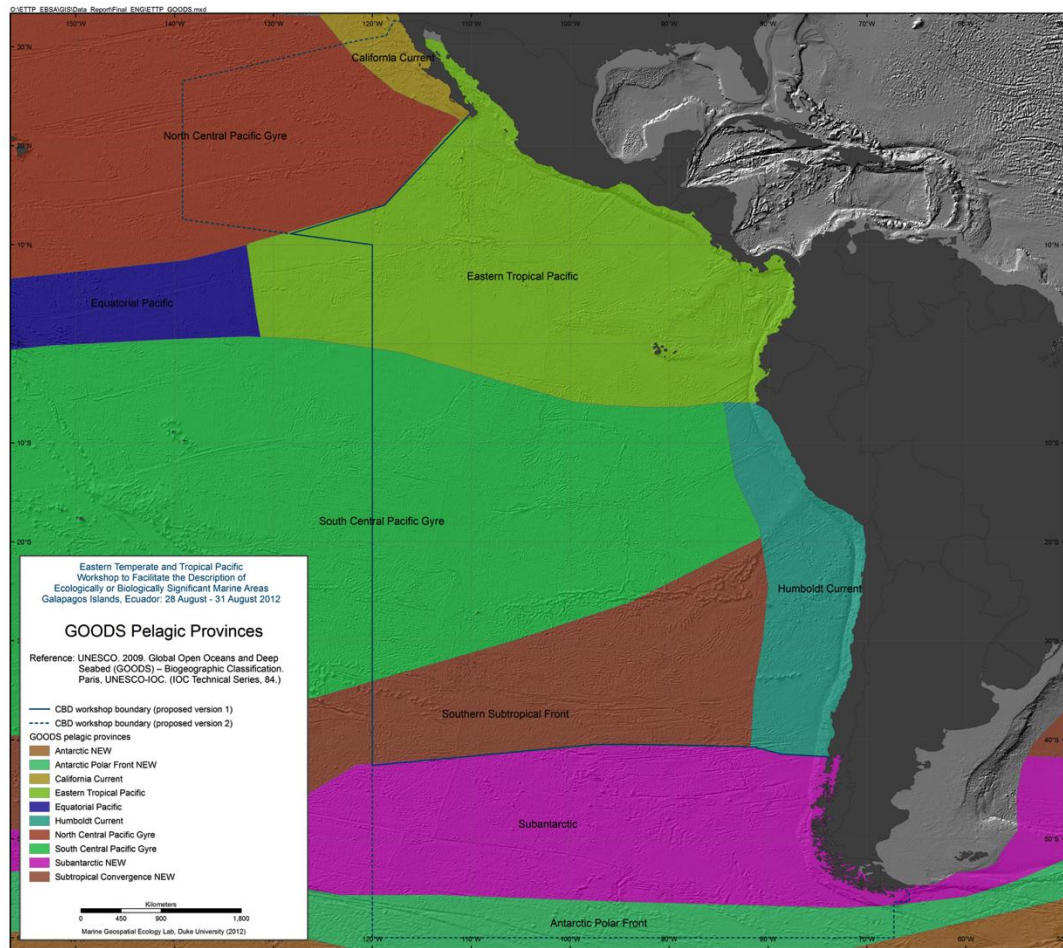 O:\ETTP_EBSA\GIS\Data_Report\Final_ENG\ETTP_GOODS.mxd
140°W 130°W 120°W 110°W 100°W 90°W 80°W 70°W 60°W
30°N
California Current
North Central Pacific Gyre
20°N
10°N 10°N
Eastern Tropical Pacific
Equatorial Pacific
0° 0°
10°S 10°S
South Central Pacific Gyre
20°S 20°S
Eastern Temperate and Tropical Pacific
Workshop to Facilitate the Description of
Ecologically or Biologically Significant Marine Areas
Galapagos Islands, Ecuador: 28 August - 31 August 2012
Humboldt Current
GOODS Pelagic Provinces
Reference: UNESCO. 2009. Global Open Oceans and Deep
Seabed (GOODS) – Biogeographic Classification.
Paris, UNESCO-IOC. (IOC Technical Series, 84.)
30°S
CBD workshop boundary (proposed version 1)
CBD workshop boundary (proposed version 2)
Southern Subtropical Front
GOODS pelagic provinces
Antarctic NEW
Antarctic Polar Front NEW
California Current
Eastern Tropical Pacific
Equatorial Pacific
Humboldt Current
North Central Pacific Gyre
South Central Pacific Gyre
Subantarctic NEW
Subtropical Convergence NEW
40°S
Subantarctic
50°S
Kilometers
0 450 900 1,800
Marine Geospatial Ecology Lab, Duke University (2012)
Antarctic Polar Front
120°W 110°W 100°W 90°W 80°W 70°W 60°W